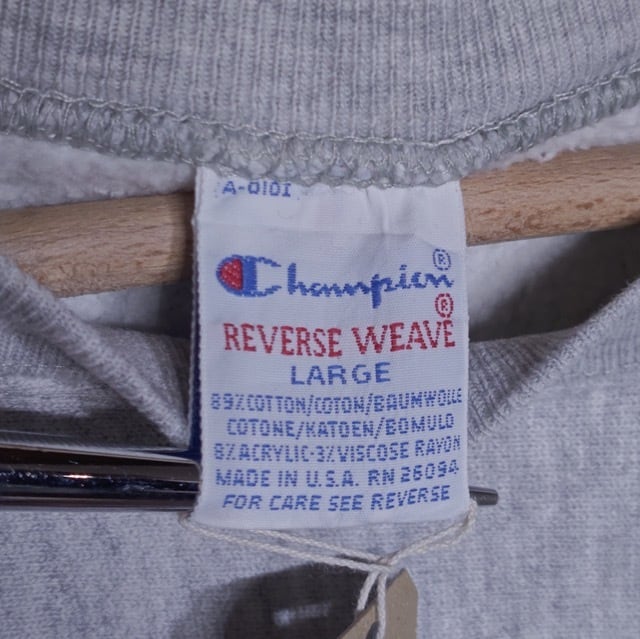 A-0101
Champion®
REVERSE WEAVE®
LARGE
89%COTTON/COTON/BAUMWOLLE
COTONE/KATOEN/BOMULD
8%ACRYLIC-3%VISCOSE RAYON
MADE IN U.S.A. RN 26094
FOR CARE SEE REVERSE